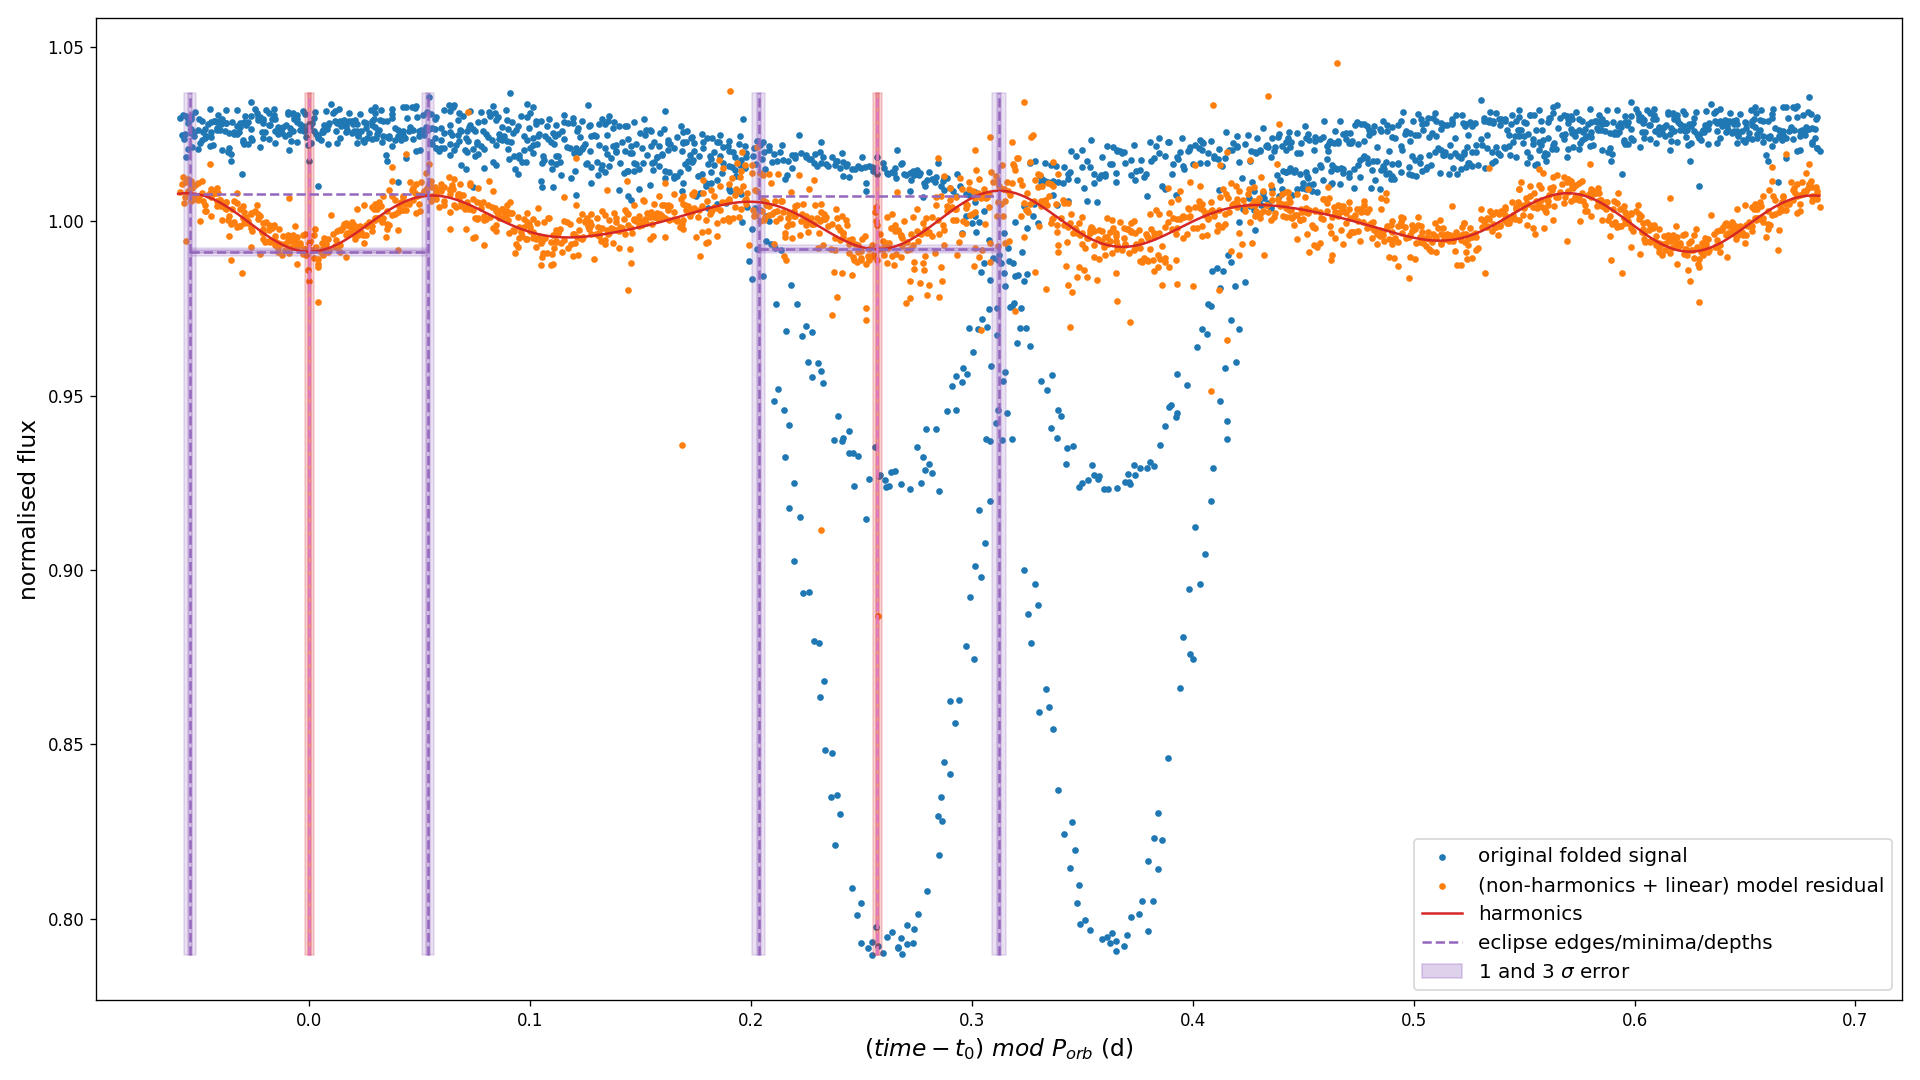 1.05
1.00
0.95
0.90
0.85
0.80
normalised flux
original folded signal
(non-harmonics + linear) model residual
harmonics
eclipse edges/minima/depths
1 and 3 σ error
0.0 0.1 0.2 0.3 0.4 0.5 0.6 0.7
(time − t₀) mod P_orb (d)